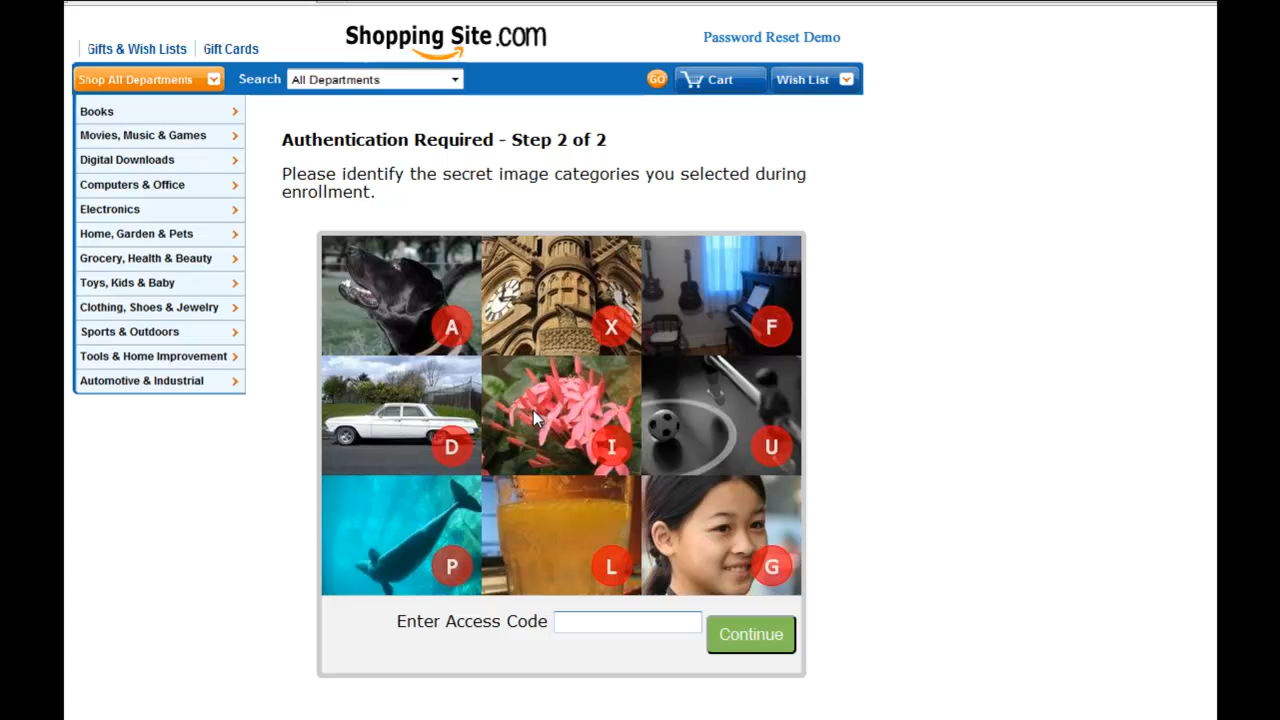 Shopping Site.com
Password Reset Demo
Gifts & Wish Lists
Gift Cards
Shop All Departments
Search
All Departments
GO
Cart
Wish List
Books
Movies, Music & Games
Digital Downloads
Computers & Office
Electronics
Home, Garden & Pets
Grocery, Health & Beauty
Toys, Kids & Baby
Clothing, Shoes & Jewelry
Sports & Outdoors
Tools & Home Improvement
Automotive & Industrial
Authentication Required - Step 2 of 2
Please identify the secret image categories you selected during
enrollment.
A
X
F
D
I
U
P
L
G
Enter Access Code
Continue